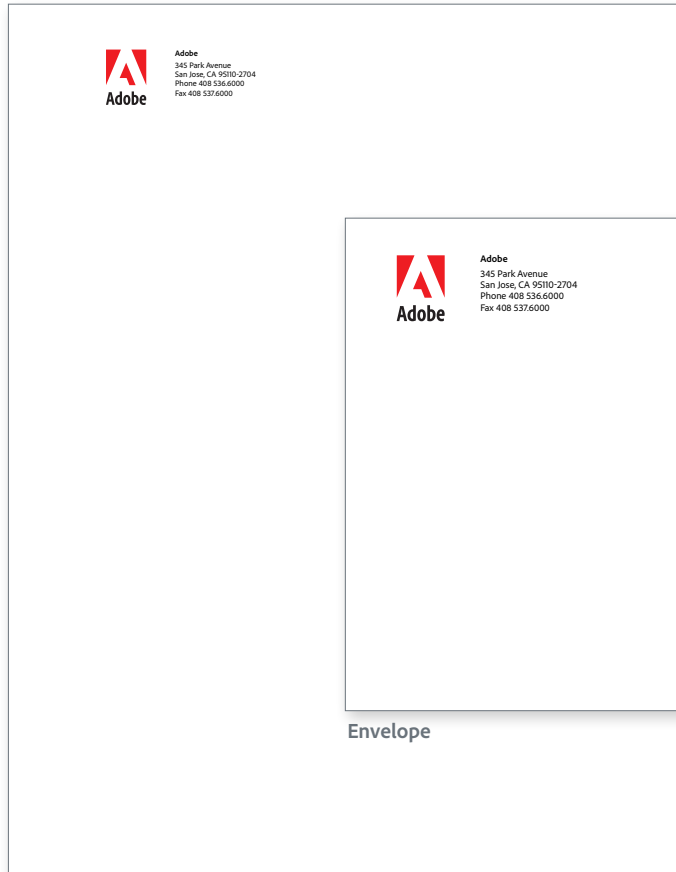 Adobe
345 Park Avenue
San Jose, CA 95110-2704
Phone 408 536.6000
Fax 408 537.6000
Adobe
Adobe
345 Park Avenue
San Jose, CA 95110-2704
Phone 408 536.6000
Fax 408 537.6000
Adobe
Envelope